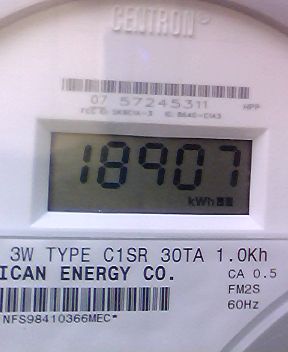 CENTRON
07 57245311
HPP
18907
kWh
3W TYPE C1SR 30TA 1.0Kh
ICAN ENERGY CO.
CA 0.5
FM2S
60Hz
NFS98410366MEC*